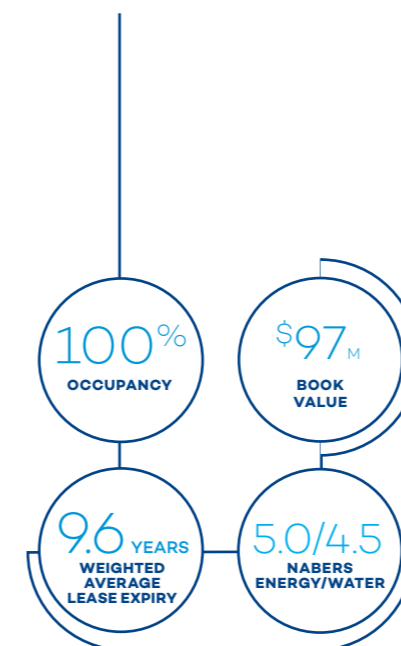 100%
OCCUPANCY
$97M
BOOK
VALUE
9.6 YEARS
WEIGHTED
AVERAGE
LEASE EXPIRY
5.0/4.5
NABERS
ENERGY/WATER